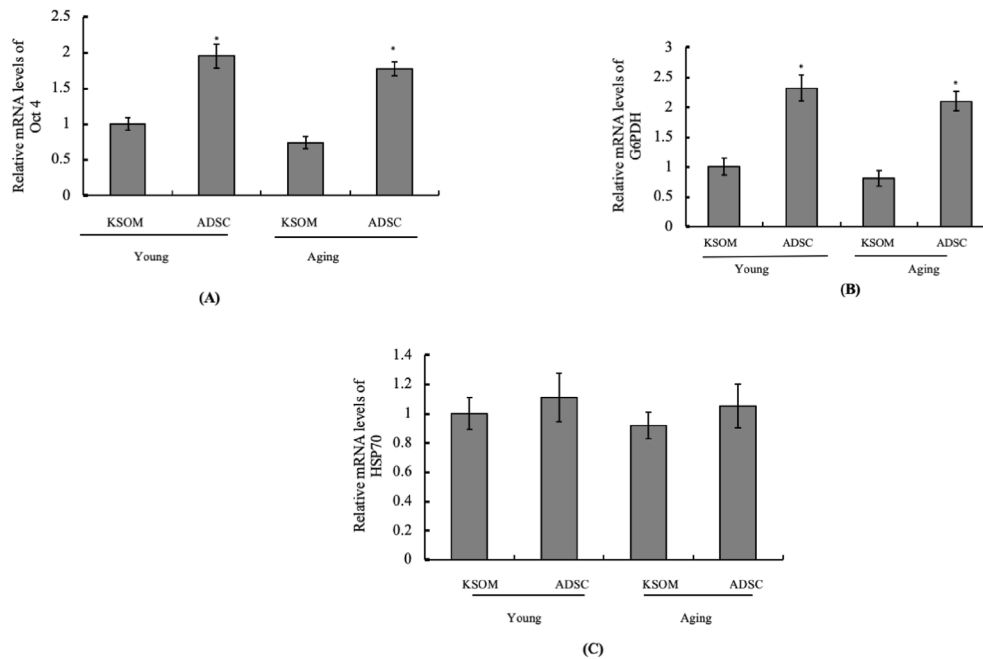 Relative mRNA levels of
Oct 4
2.5
2
1.5
1
0.5
0
*
*
KSOM ADSC KSOM ADSC
Young Aging
(A)
Relative mRNA levels of
G6PDH
3
2.5
2
1.5
1
0.5
0
*
*
KSOM ADSC KSOM ADSC
Young Aging
(B)
Relative mRNA levels of
HSP70
1.4
1.2
1
0.8
0.6
0.4
0.2
0
KSOM ADSC KSOM ADSC
Young Aging
(C)